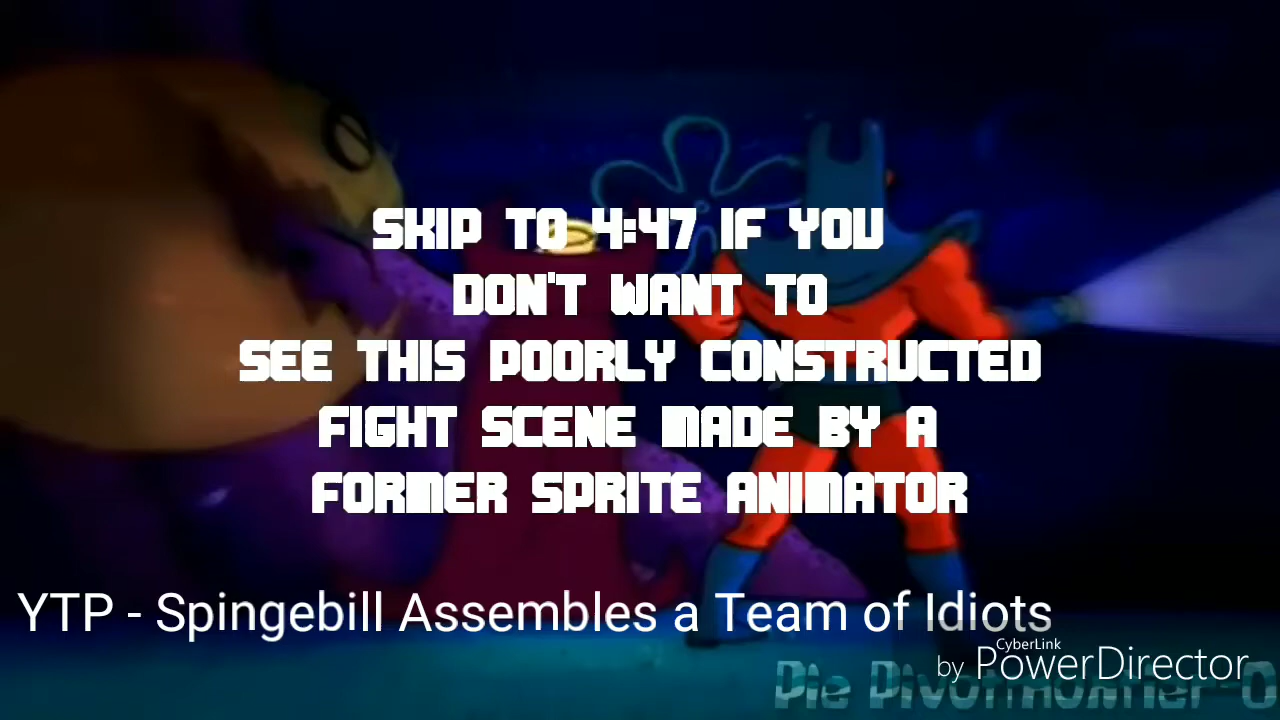 SKIP TO 4:47 IF YOU
DON'T WANT TO
SEE THIS POORLY CONSTRUCTED
FIGHT SCENE MADE BY A
FORMER SPRITE ANIMATOR
YTP - Spingebill Assembles a Team of Idiots
CyberLink
by PowerDirector
Pie